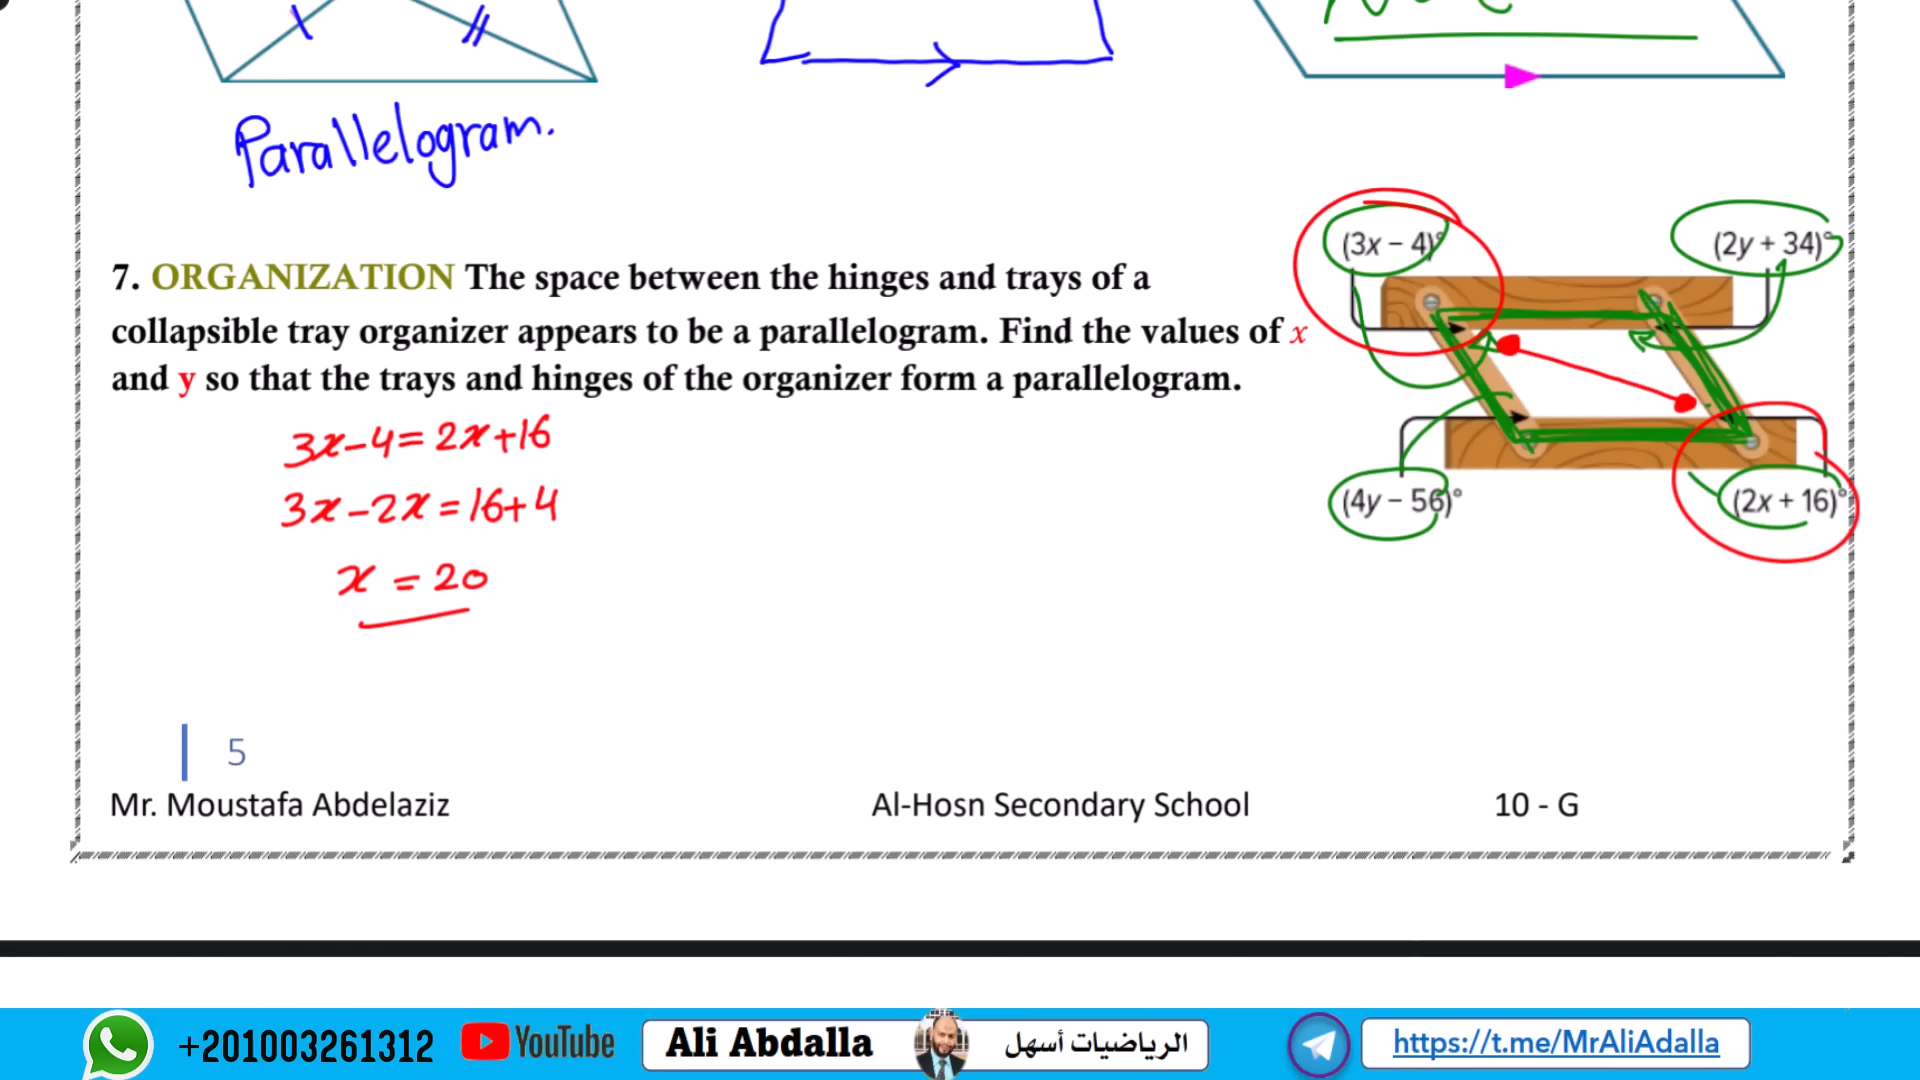 Parallelogram.
(3x – 4)°
(2y + 34)°
7. ORGANIZATION The space between the hinges and trays of a
collapsible tray organizer appears to be a parallelogram. Find the values of x
and y so that the trays and hinges of the organizer form a parallelogram.
3x-4=2x+16
3x-2x=16+4
x = 20
(4y – 56)°
(2x + 16)°
5
Mr. Moustafa Abdelaziz Al-Hosn Secondary School 10 - G
+201003261312 YouTube Ali Abdalla الرياضيات أسهل https://t.me/MrAliAdalla